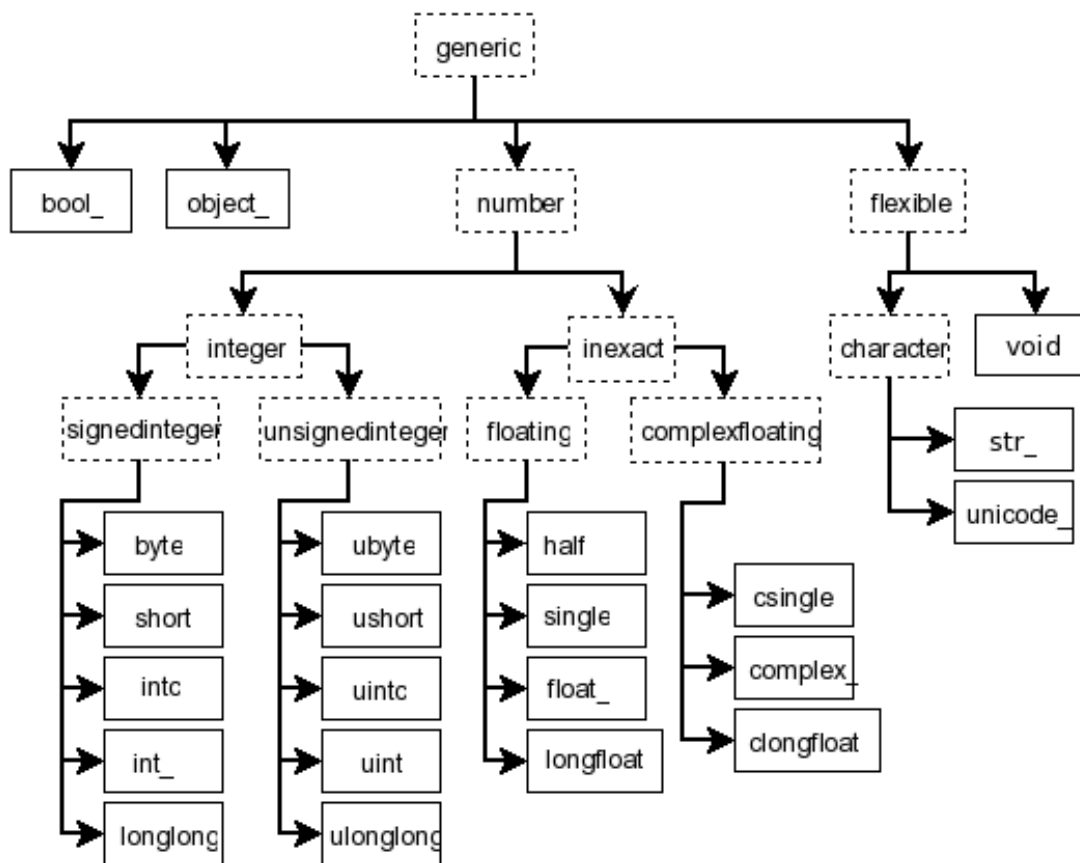 generic
bool_
object_
number
flexible
integer
inexact
character
void
signedinteger
unsignedinteger
floating
complexfloating
str_
unicode_
byte
ubyte
half
csingle
short
ushort
single
complex_
intc
uintc
float_
clongfloat
int_
uint
longfloat
longlong
ulonglong